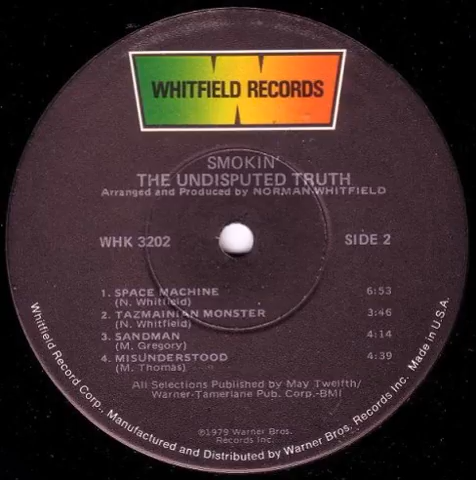 WHITFIELD RECORDS
SMOKIN'
THE UNDISPUTED TRUTH
Arranged and Produced by NORMAN WHITFIELD
WHK 3202
SIDE 2
1. SPACE MACHINE 6:53
(N. Whitfield)
2. TAZMAINIAN MONSTER 3:46
(N. Whitfield)
3. SANDMAN 4:14
(M. Gregory)
4. MISUNDERSTOOD 4:39
(M. Thomas)
All Selections Published by May Twelfth/
Warner-Tamerlane Pub. Corp.-BMI
©1979 Warner Bros.
Records Inc.
Whitfield Record Corp., Manufactured and Distributed by Warner Bros. Records Inc. Made in U.S.A.